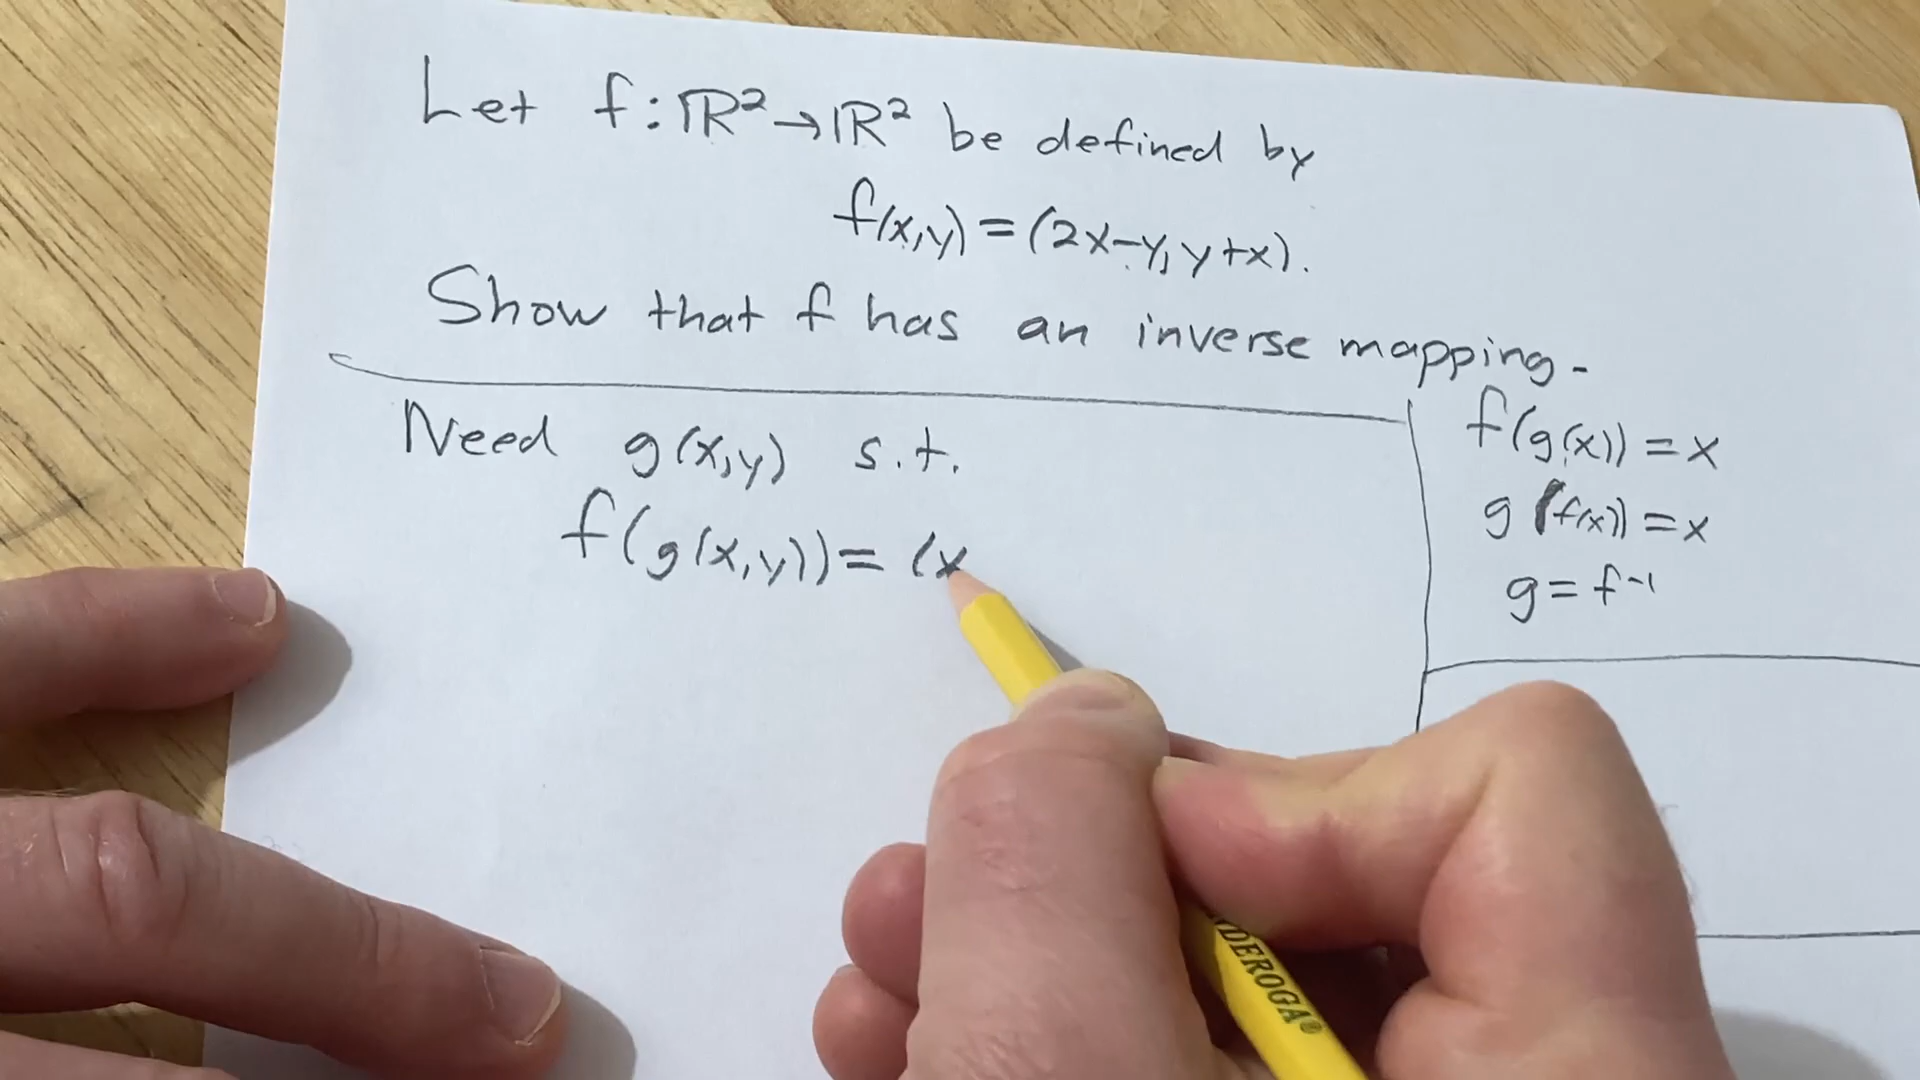 Let f:ℝ²→ℝ² be defined by
f(x,y)=(2x-y, y+x).
Show that f has an inverse mapping.
Need g(x,y) s.t.
f(g(x,y))= (x
f(g(x))=x
g(f(x))=x
g=f⁻¹
DEROGA®